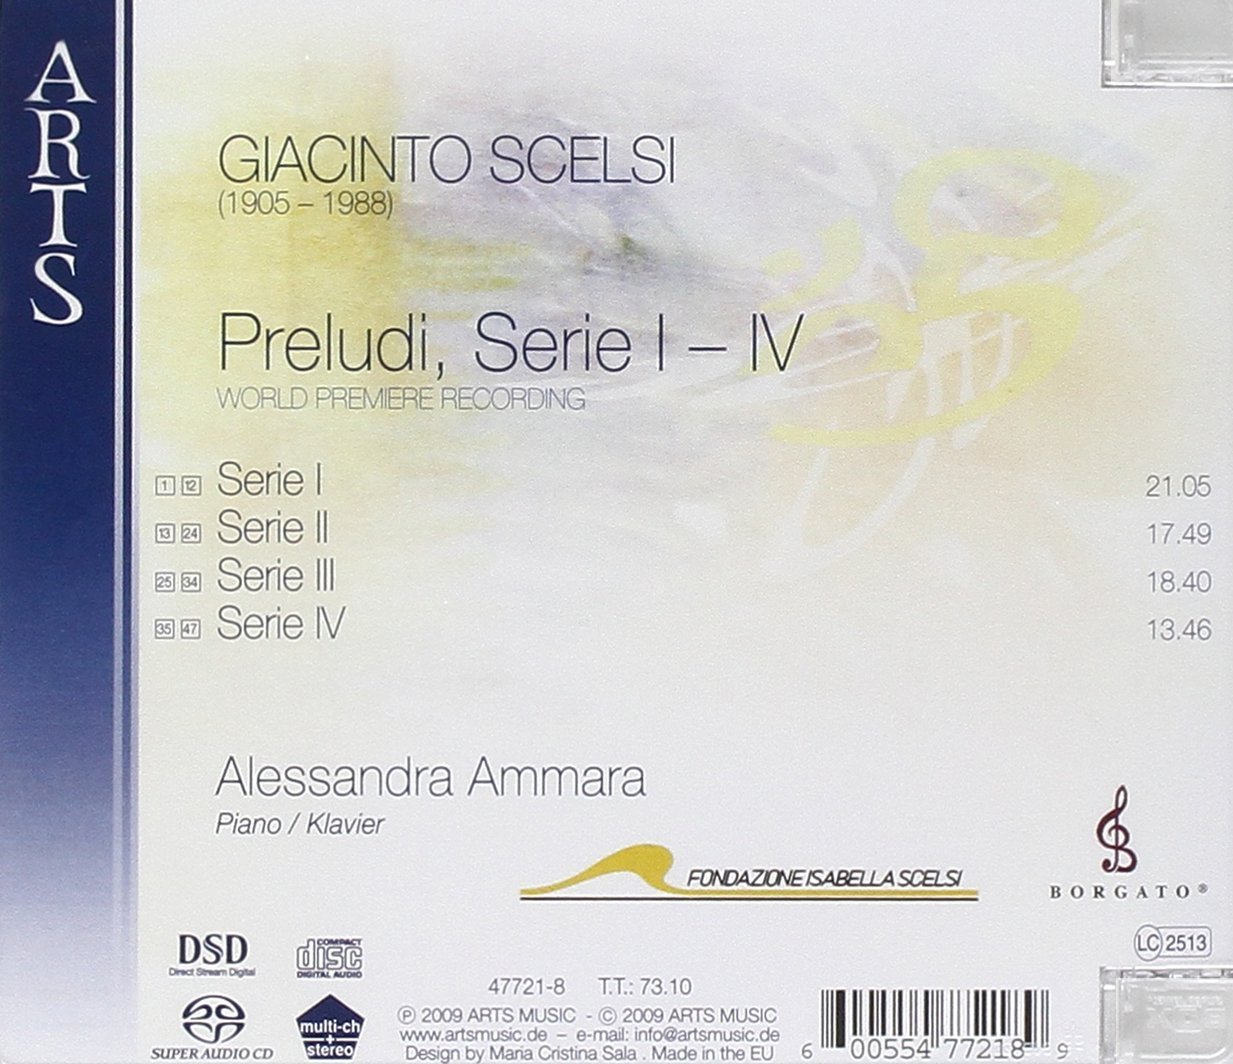 ARTS
GIACINTO SCELSI
(1905 – 1988)
Preludi, Serie I – IV
WORLD PREMIERE RECORDING
1 12 Serie I 21.05
13 24 Serie II 17.49
25 34 Serie III 18.40
35 47 Serie IV 13.46
Alessandra Ammara
Piano / Klavier
FONDAZIONE ISABELLA SCELSI
BORGATO®
DSD
Direct Stream Digital
COMPACT
disc
DIGITAL AUDIO
LC 2513
SUPER AUDIO CD
multi-ch
+
stereo
47721-8 T.T.: 73.10
℗ 2009 ARTS MUSIC - © 2009 ARTS MUSIC
www.artsmusic.de – e-mail: info@artsmusic.de
Design by Maria Cristina Sala . Made in the EU
6 00554 77218 9